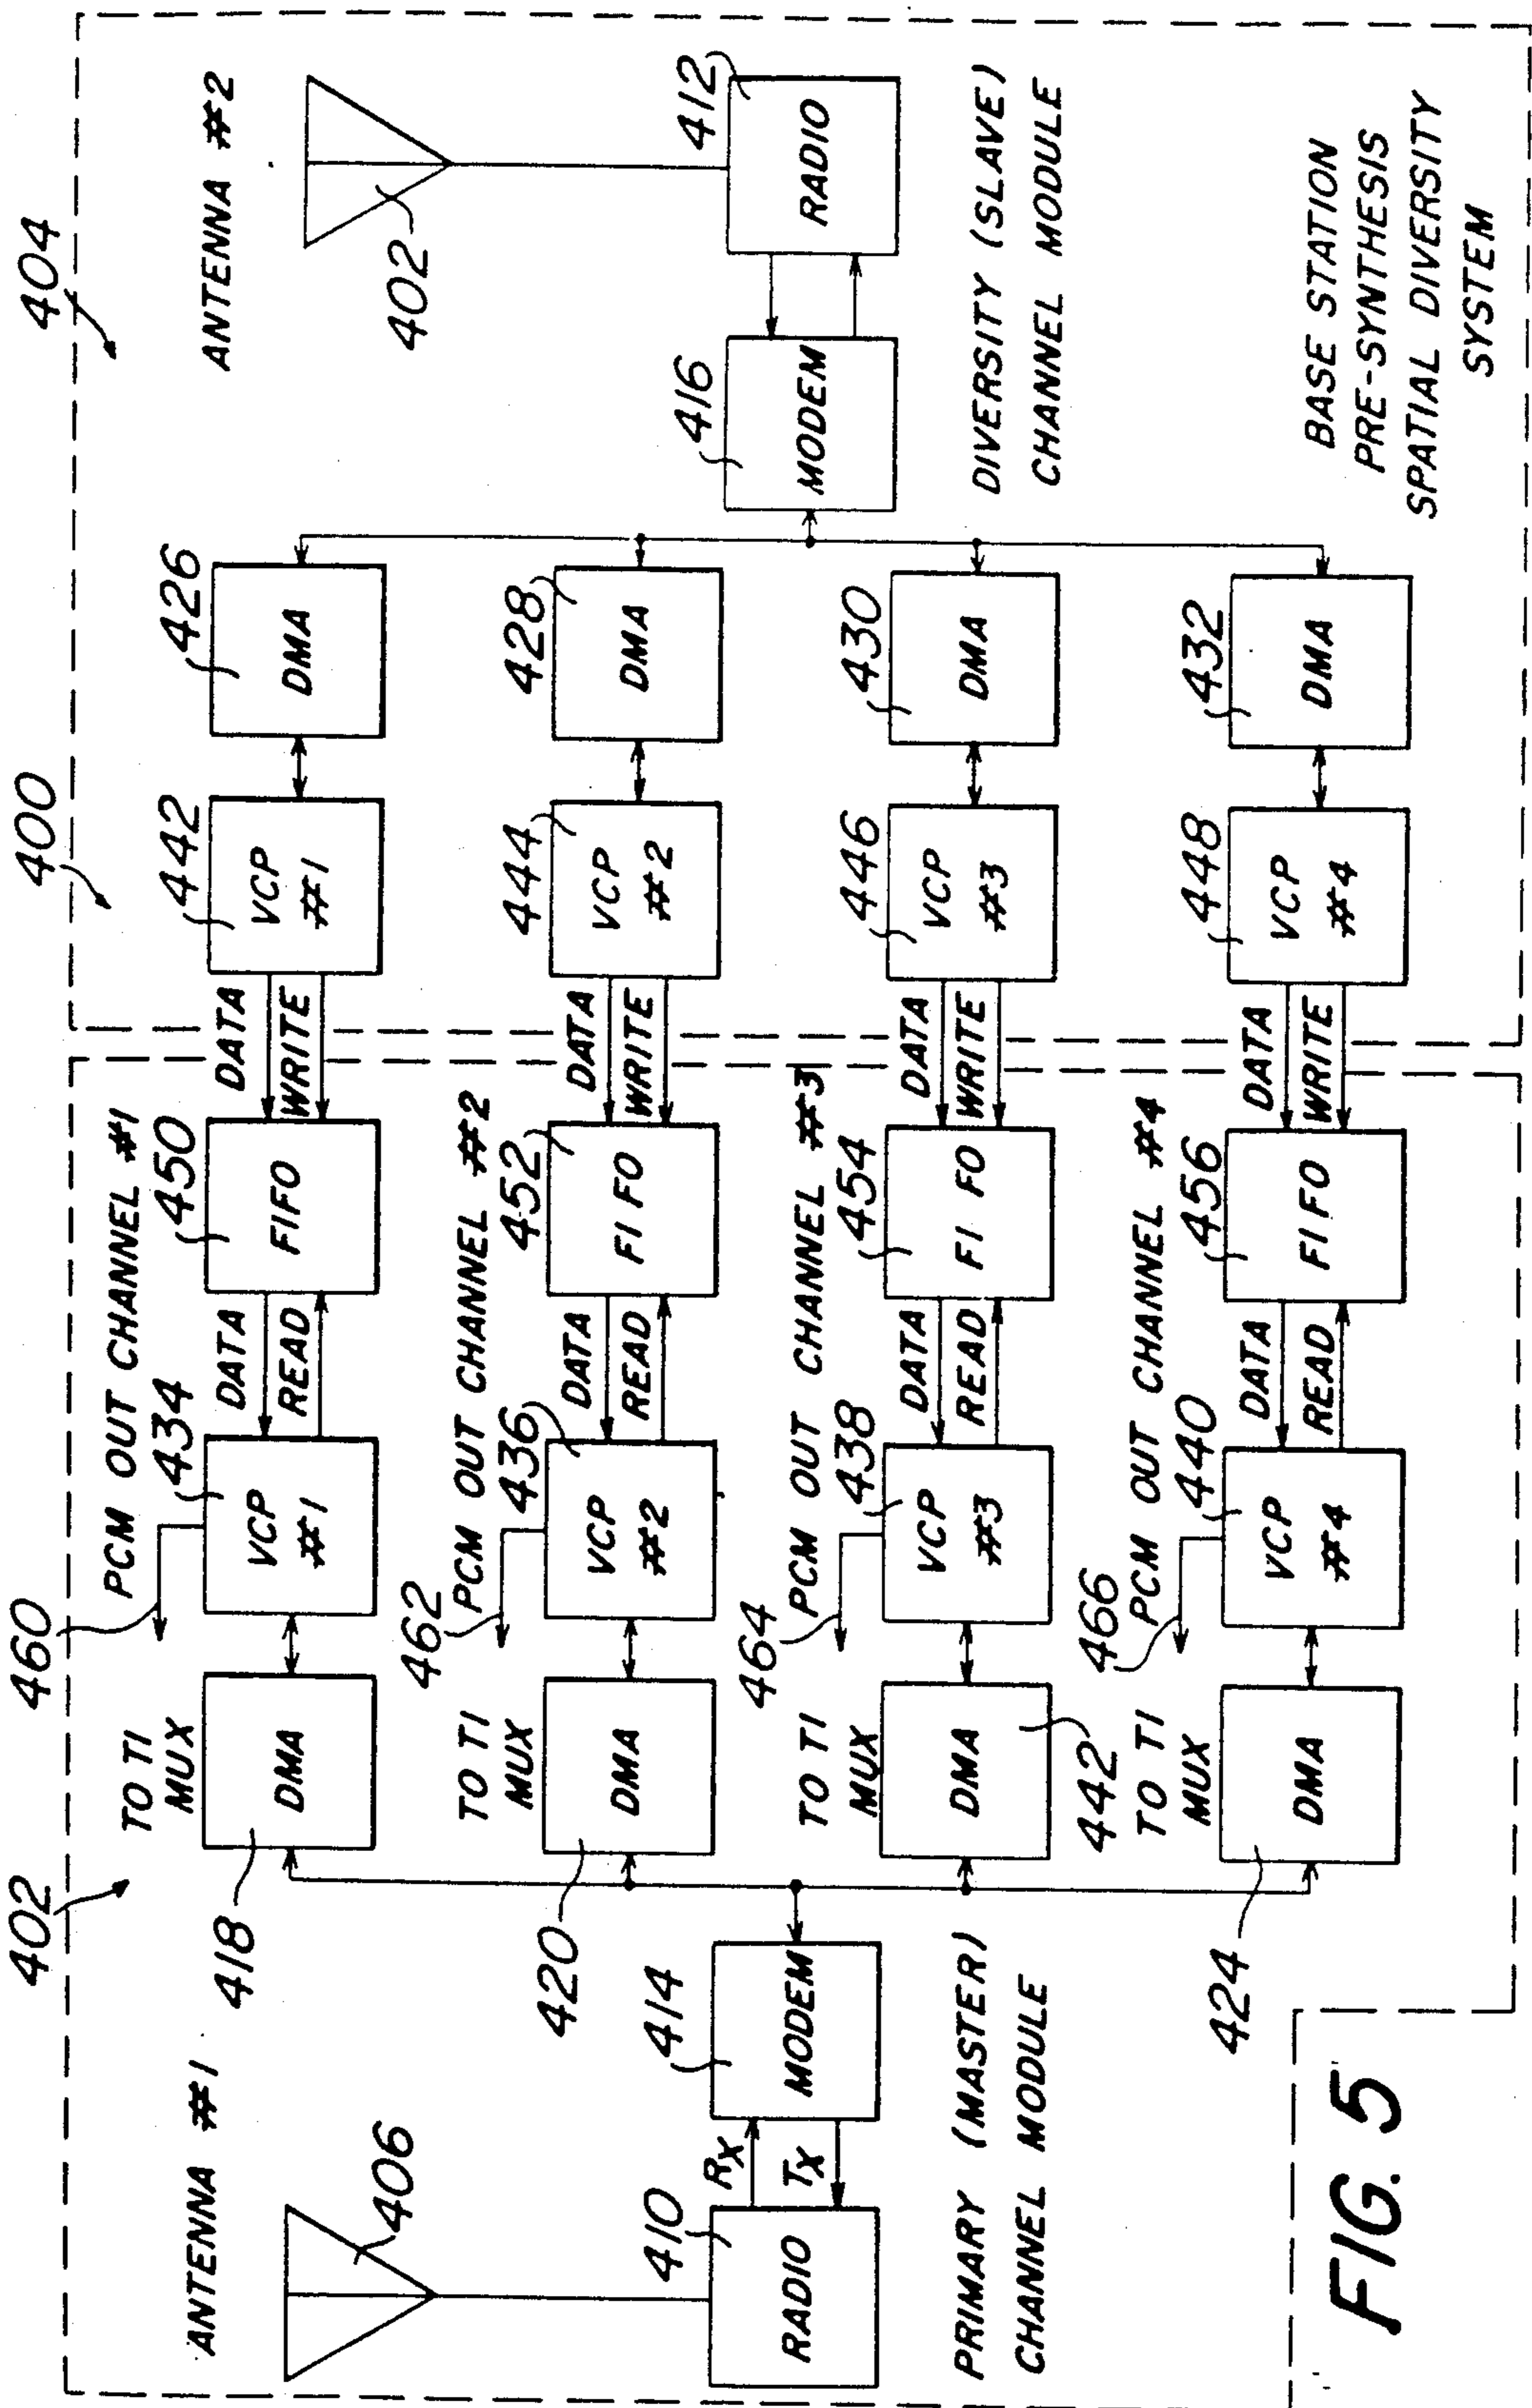 402
460
400
404
ANTENNA #1
406
RADIO
410
Rx
Tx
MODEM
414
PRIMARY (MASTER)
CHANNEL MODULE
TO T1
MUX
PCM OUT CHANNEL #1
418
DMA
434
VCP
#1
DATA
READ
450
FIFO
DATA
WRITE
442
VCP
#1
426
DMA
TO T1
MUX
462
PCM OUT CHANNEL #2
420
DMA
436
VCP
#2
DATA
READ
452
FIFO
DATA
WRITE
444
VCP
#2
428
DMA
TO T1
MUX
464
PCM OUT CHANNEL #3
442
DMA
438
VCP
#3
DATA
READ
454
FIFO
DATA
WRITE
446
VCP
#3
430
DMA
TO T1
MUX
466
PCM OUT CHANNEL #4
424
DMA
440
VCP
#4
DATA
READ
456
FIFO
DATA
WRITE
448
VCP
#4
432
DMA
ANTENNA #2
402
416
MODEM
412
RADIO
DIVERSITY (SLAVE)
CHANNEL MODULE
BASE STATION
PRE-SYNTHESIS
SPATIAL DIVERSITY
SYSTEM
FIG. 5